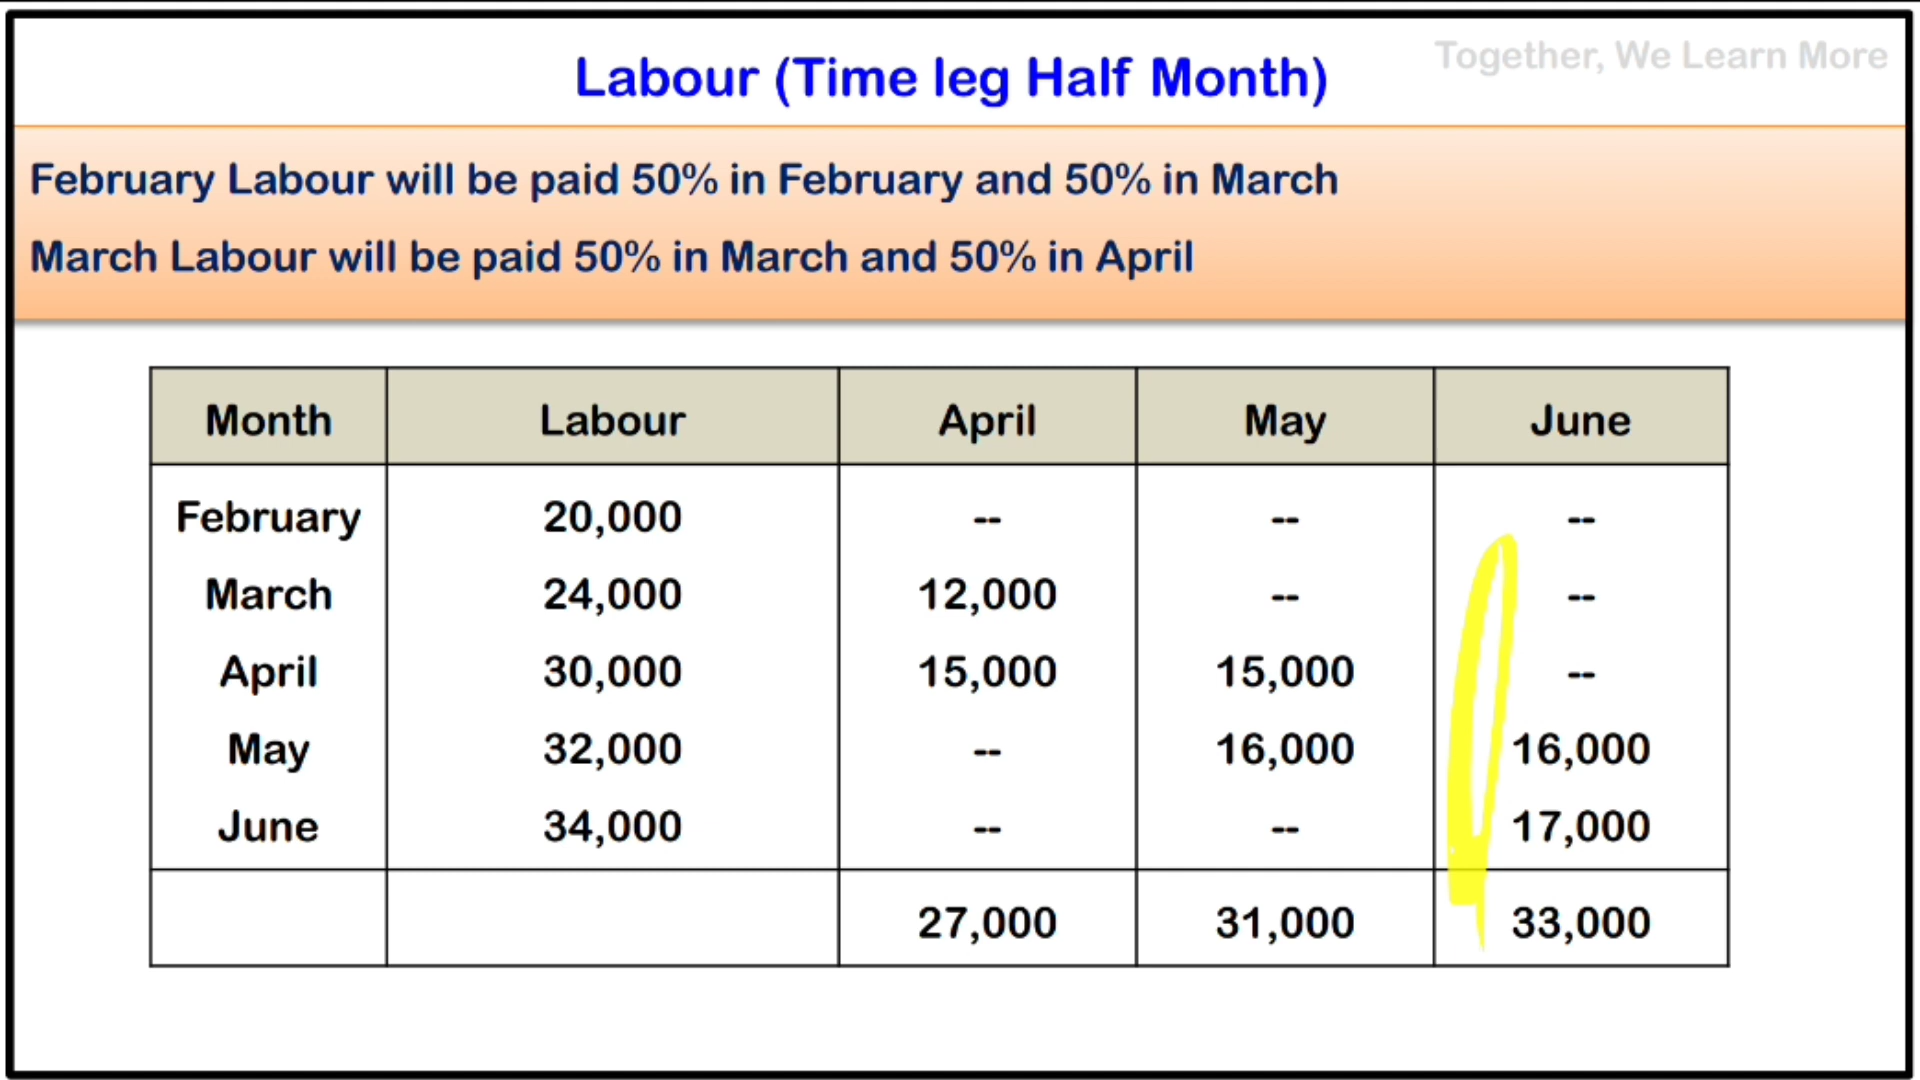 Together, We Learn More
Labour (Time leg Half Month)
February Labour will be paid 50% in February and 50% in March
March Labour will be paid 50% in March and 50% in April
Month Labour April May June
February 20,000 -- -- --
March 24,000 12,000 -- --
April 30,000 15,000 15,000 --
May 32,000 -- 16,000 16,000
June 34,000 -- -- 17,000
27,000 31,000 33,000